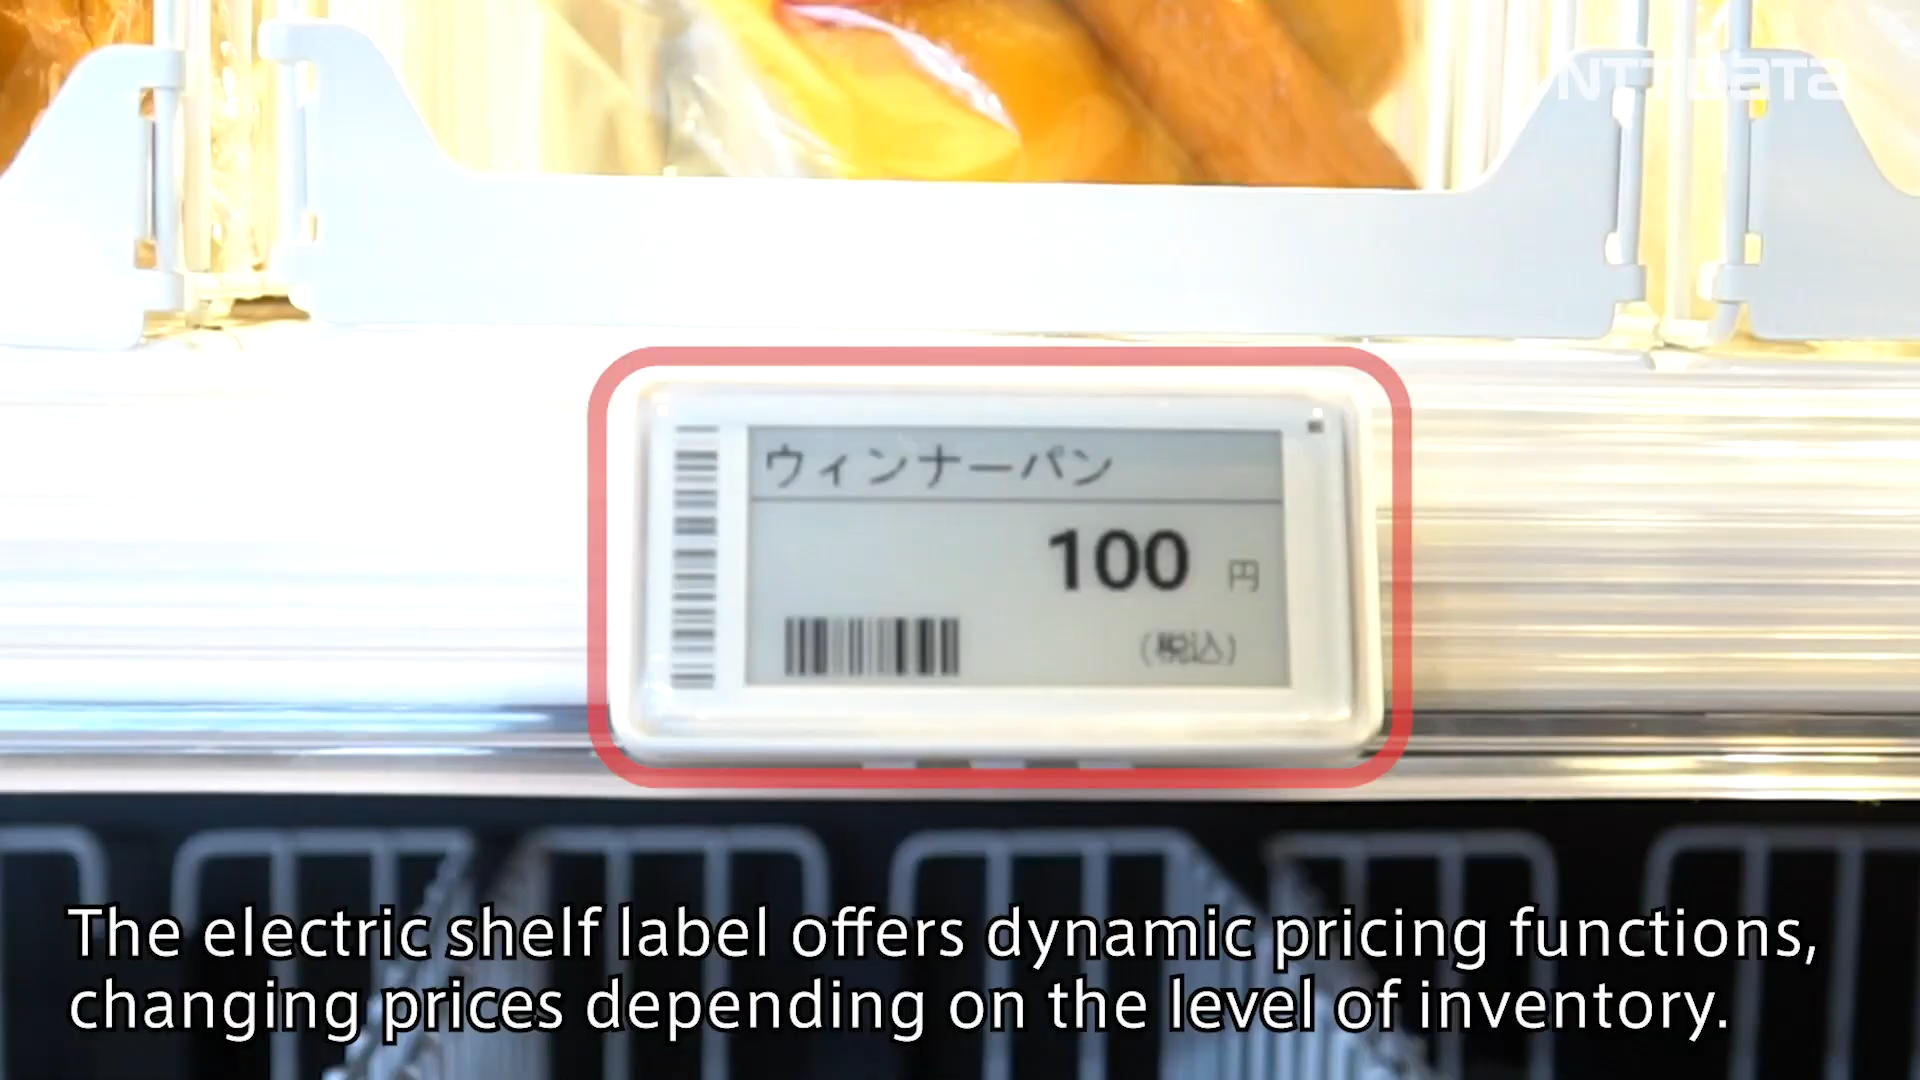 NTTDATA
ウィンナーパン
100 円
(税込)
The electric shelf label offers dynamic pricing functions,
changing prices depending on the level of inventory.